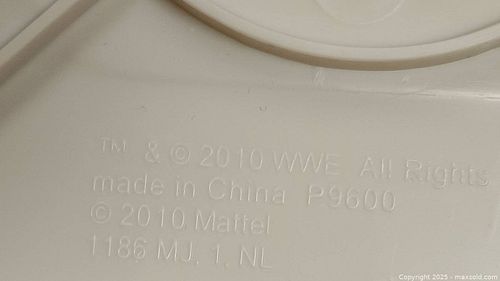 ™ & © 2010 WWE All Rights
made in China P9600
© 2010 Mattel
1186 MJ, 1, NL
Copyright 2025 - maxsold.com